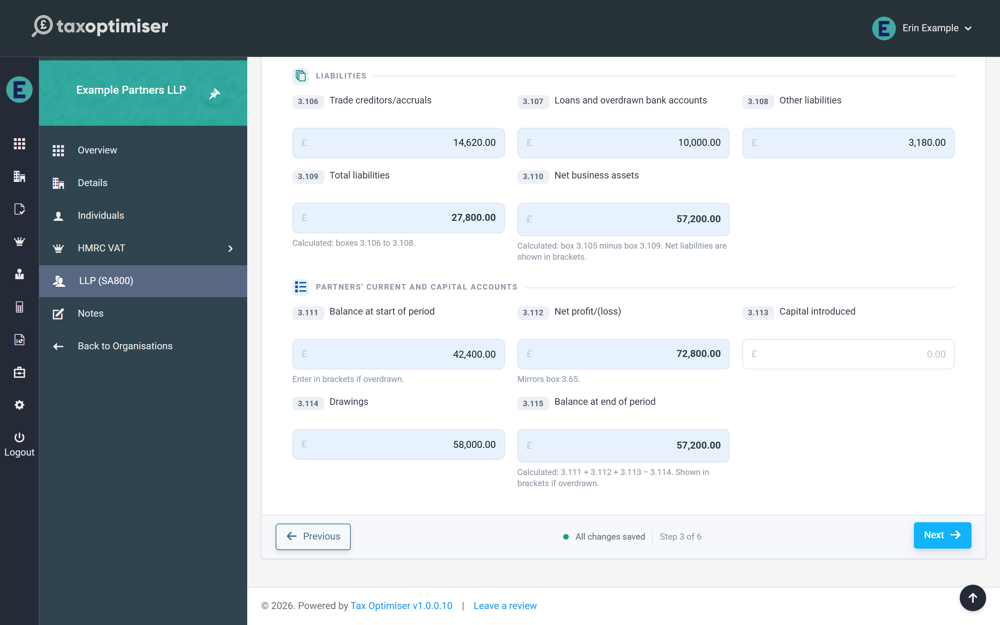 taxoptimiser
E
Erin Example
E
Example Partners LLP
Overview
Details
Individuals
HMRC VAT
LLP (SA800)
Notes
Back to Organisations
Logout
LIABILITIES
3.106 Trade creditors/accruals
3.107 Loans and overdrawn bank accounts
3.108 Other liabilities
£ 14,620.00
£ 10,000.00
£ 3,180.00
3.109 Total liabilities
3.110 Net business assets
£ 27,800.00
£ 57,200.00
Calculated: boxes 3.106 to 3.108.
Calculated: box 3.105 minus box 3.109. Net liabilities are
shown in brackets.
PARTNERS' CURRENT AND CAPITAL ACCOUNTS
3.111 Balance at start of period
3.112 Net profit/(loss)
3.113 Capital introduced
£ 42,400.00
£ 72,800.00
£ 0.00
Enter in brackets if overdrawn.
Mirrors box 3.65.
3.114 Drawings
3.115 Balance at end of period
£ 58,000.00
£ 57,200.00
Calculated: 3.111 + 3.112 + 3.113 − 3.114. Shown in
brackets if overdrawn.
Previous
All changes saved
Step 3 of 6
Next
© 2026. Powered by Tax Optimiser v1.0.0.10 | Leave a review